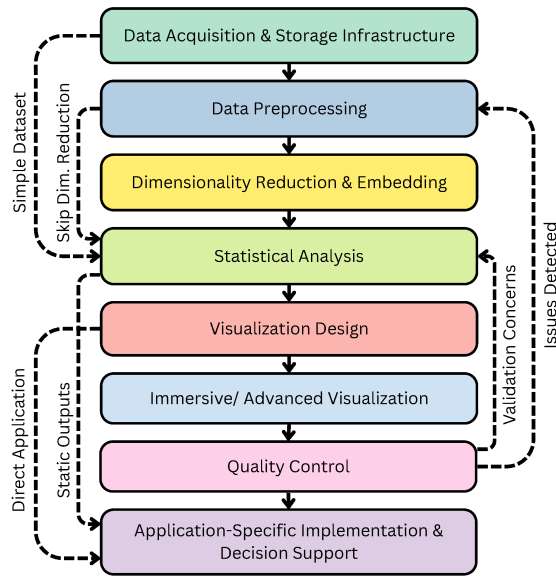 Data Acquisition & Storage Infrastructure
Data Preprocessing
Dimensionality Reduction & Embedding
Statistical Analysis
Visualization Design
Immersive/ Advanced Visualization
Quality Control
Application-Specific Implementation &
Decision Support
Simple Dataset
Skip Dim. Reduction
Direct Application
Static Outputs
Validation Concerns
Issues Detected